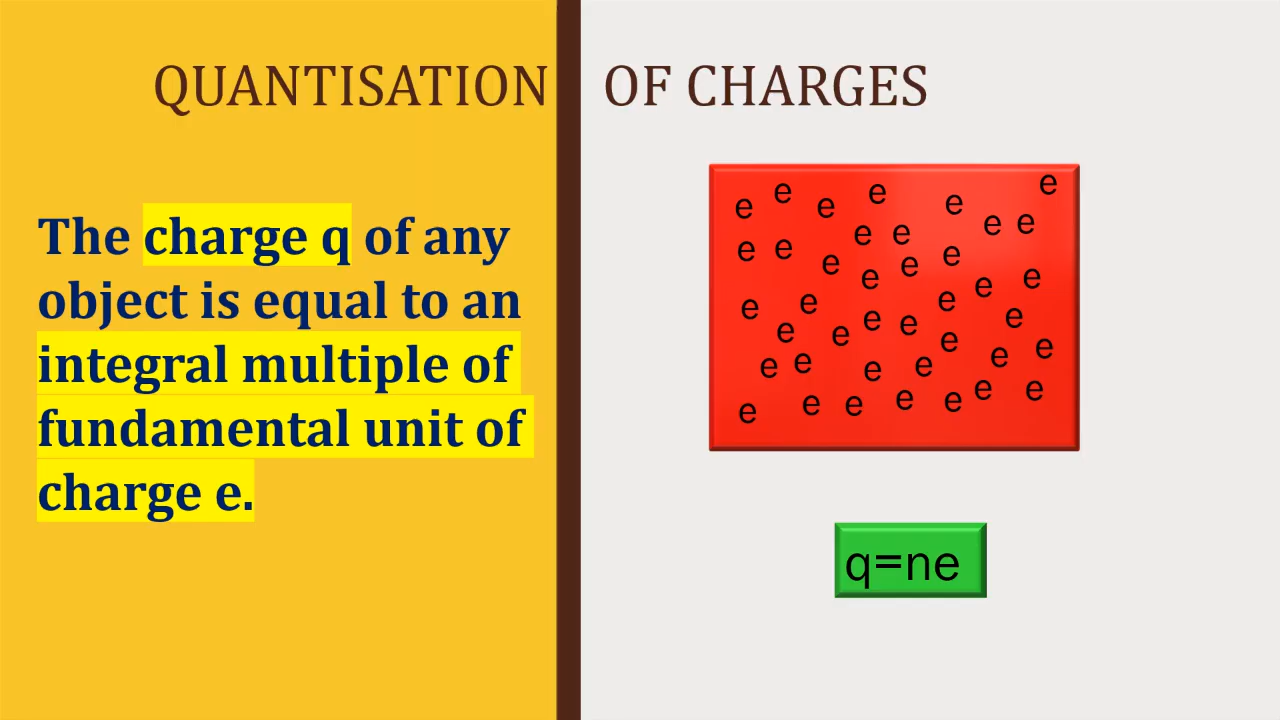 QUANTISATION OF CHARGES
The charge q of any
object is equal to an
integral multiple of
fundamental unit of
charge e.
e e e e e e
e e e e e e
e e e e e e
e e e e e e
e e e e e e
e e e e e e
e e e e e e
q=ne